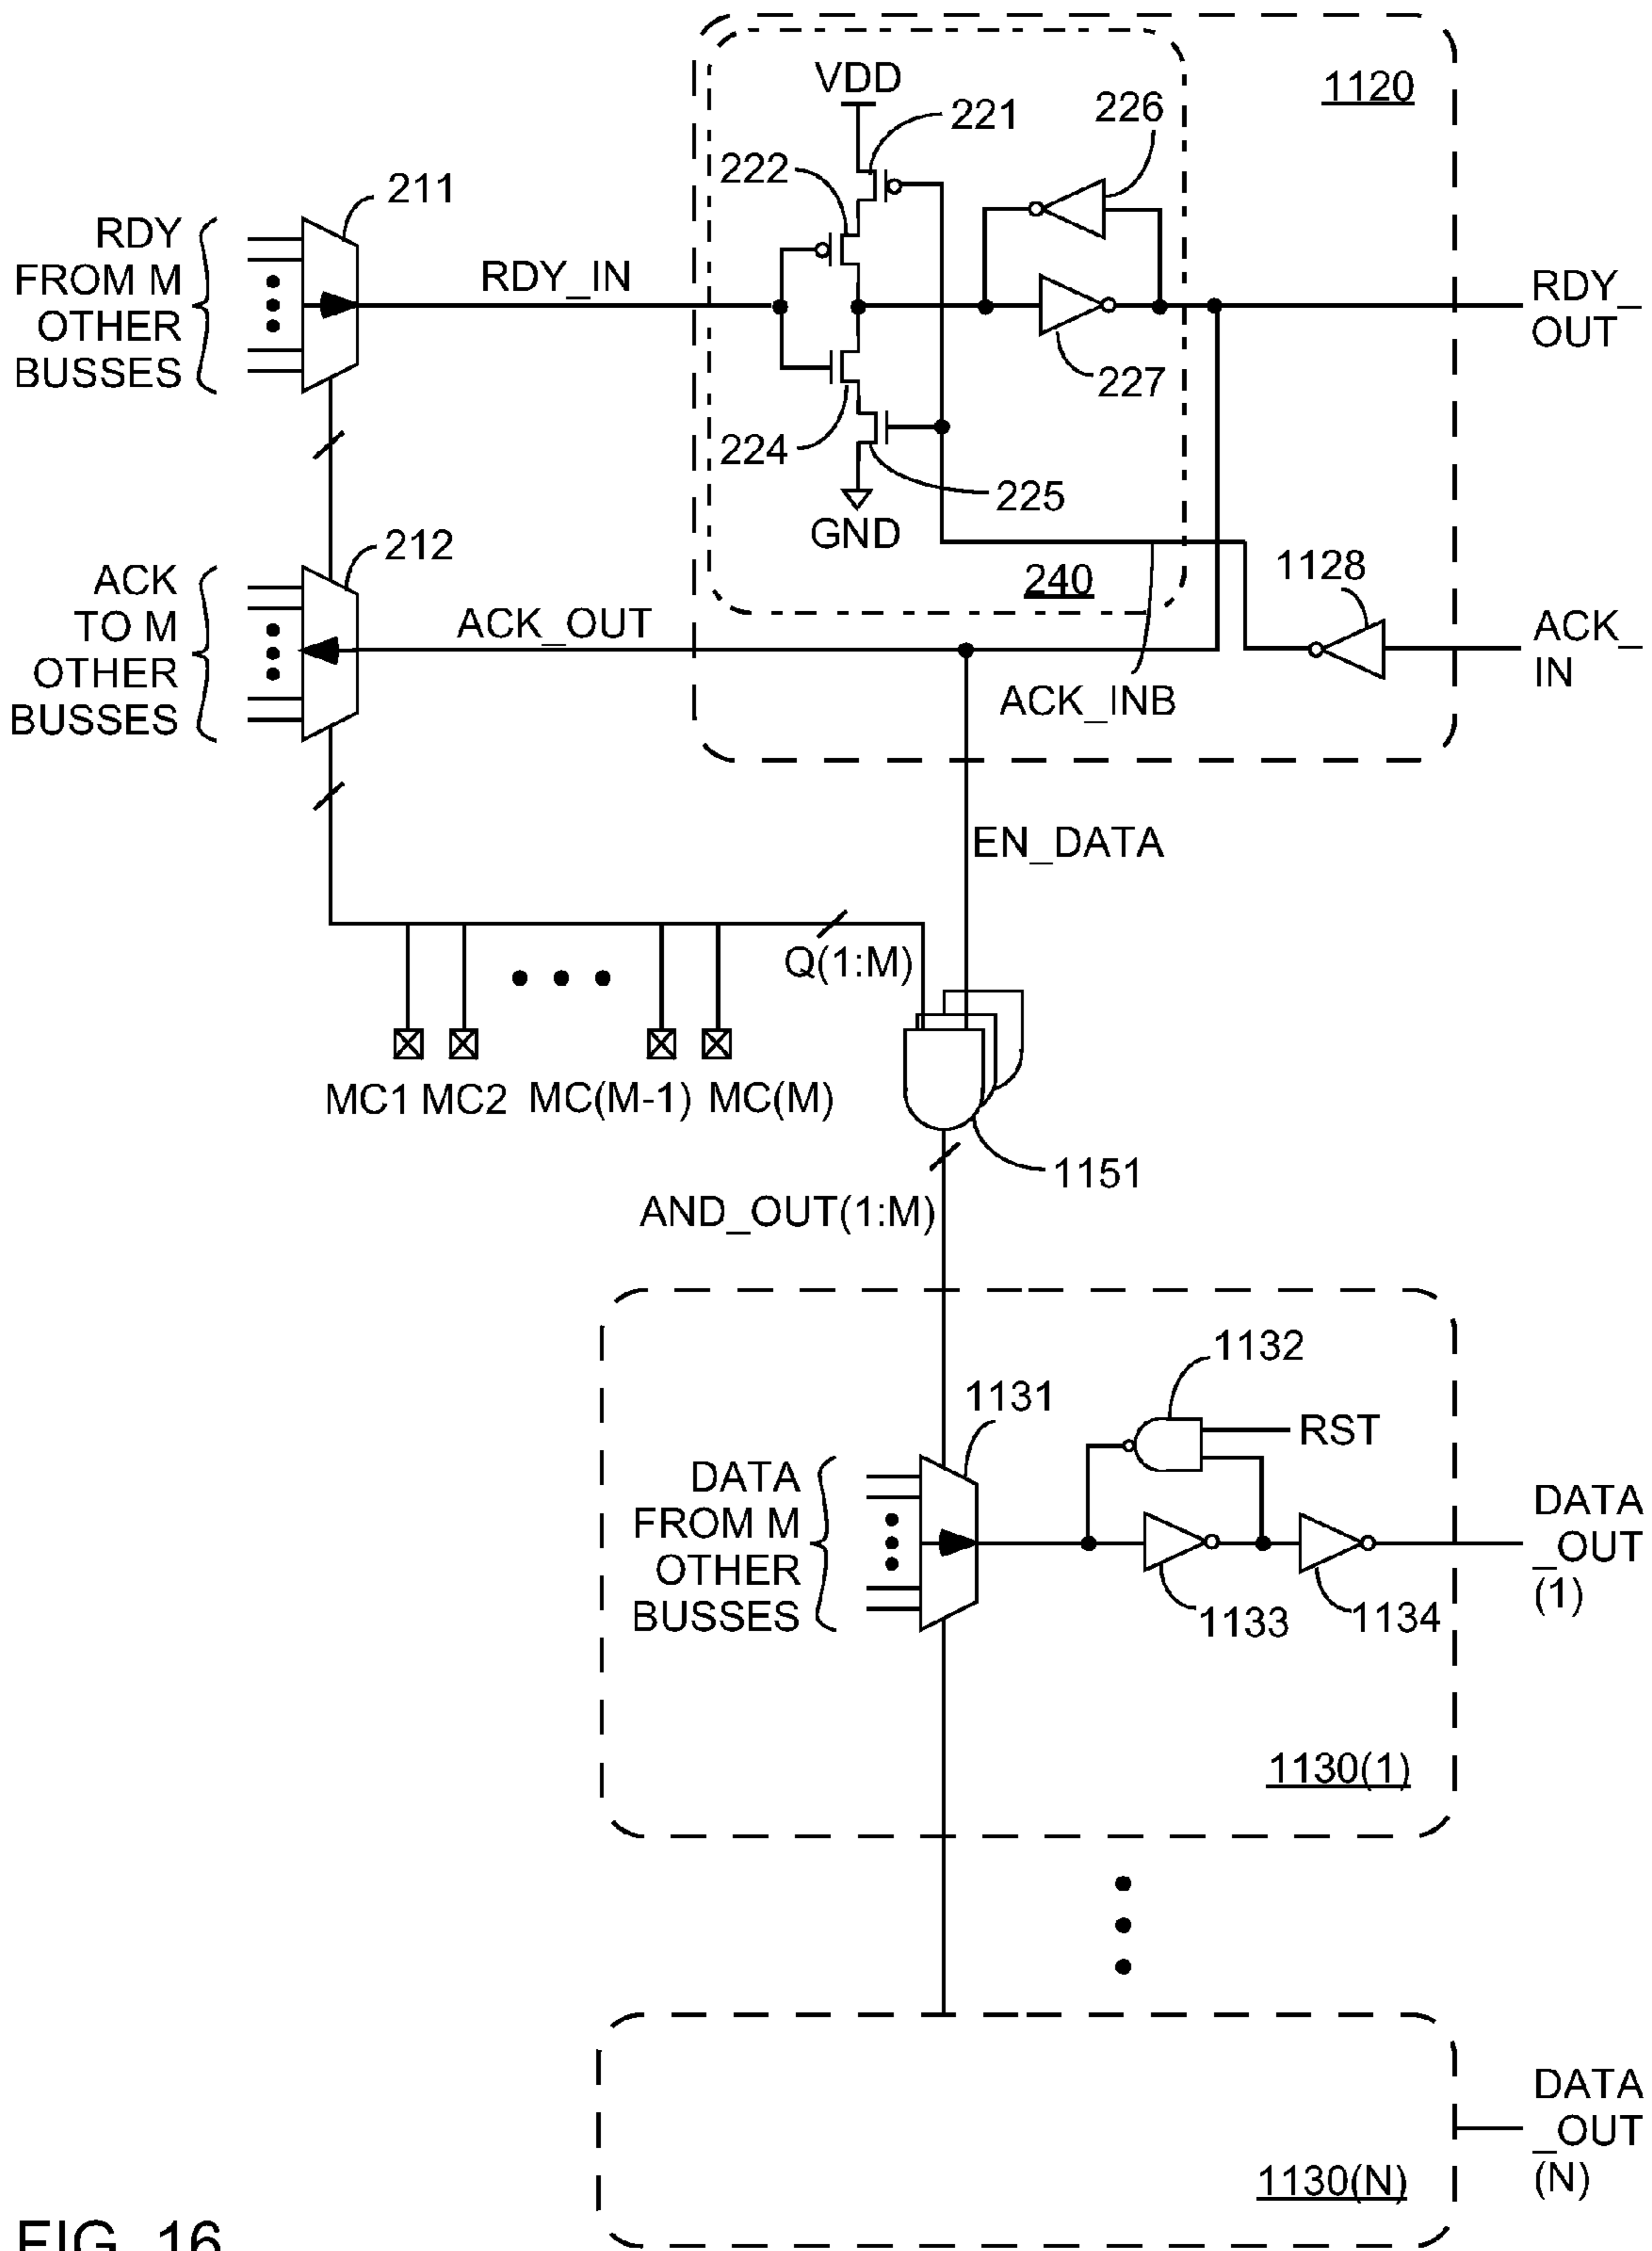 VDD
221
226
1120
222
211
RDY
FROM M
OTHER
BUSSES
RDY_IN
RDY_
OUT
227
224
225
GND
240
212
1128
ACK
TO M
OTHER
BUSSES
ACK_OUT
ACK_
IN
ACK_INB
EN_DATA
Q(1:M)
MC1 MC2 MC(M-1) MC(M)
1151
AND_OUT(1:M)
1132
1131
RST
DATA
FROM M
OTHER
BUSSES
DATA
_OUT
(1)
1133
1134
1130(1)
DATA
_OUT
(N)
1130(N)
FIG. 16